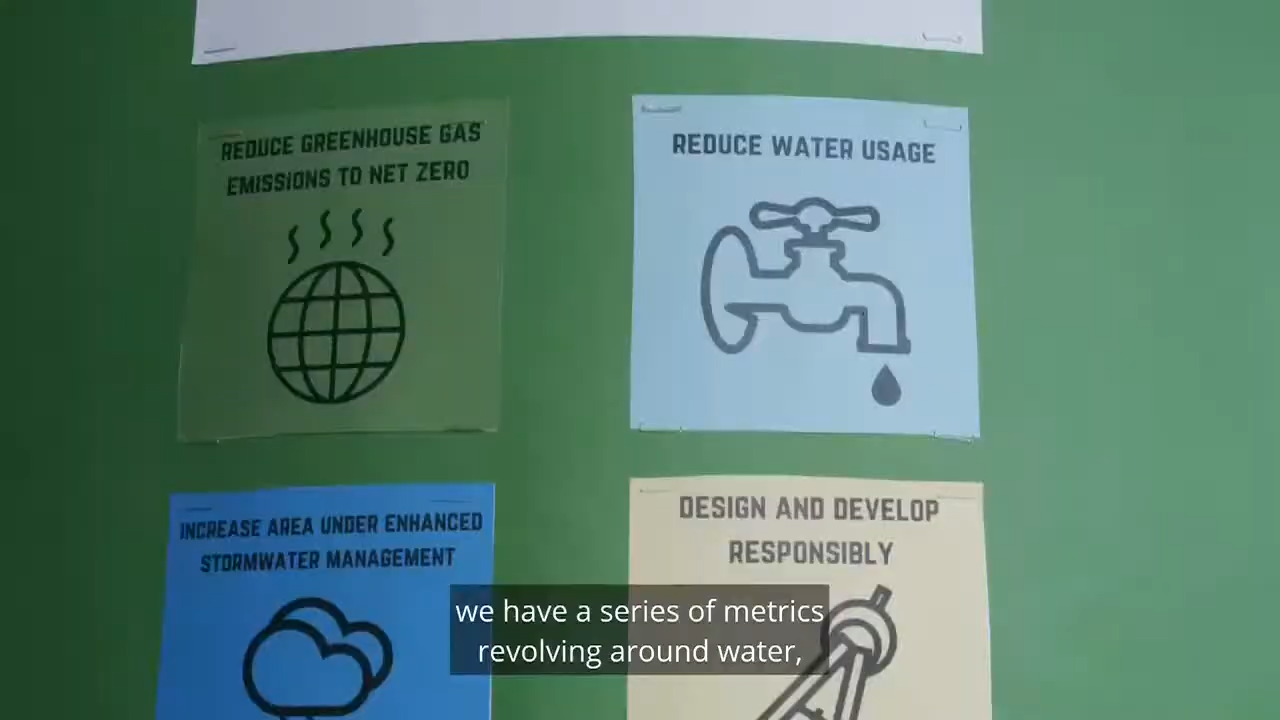 REDUCE GREENHOUSE GAS
EMISSIONS TO NET ZERO
REDUCE WATER USAGE
INCREASE AREA UNDER ENHANCED
STORMWATER MANAGEMENT
DESIGN AND DEVELOP
RESPONSIBLY
we have a series of metrics
revolving around water,